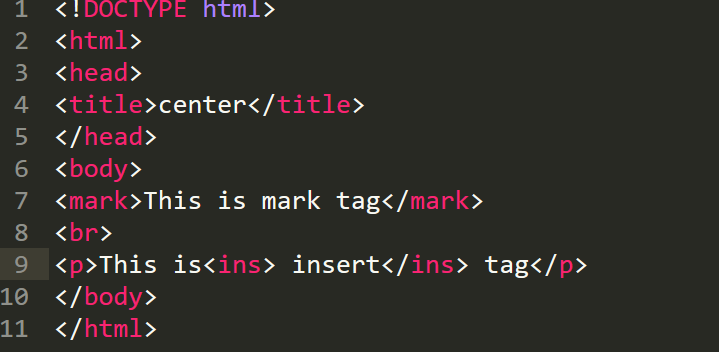 1 <!DOCTYPE html>
2 <html>
3 <head>
4 <title>center</title>
5 </head>
6 <body>
7 <mark>This is mark tag</mark>
8 <br>
9 <p>This is<ins> insert</ins> tag</p>
10 </body>
11 </html>